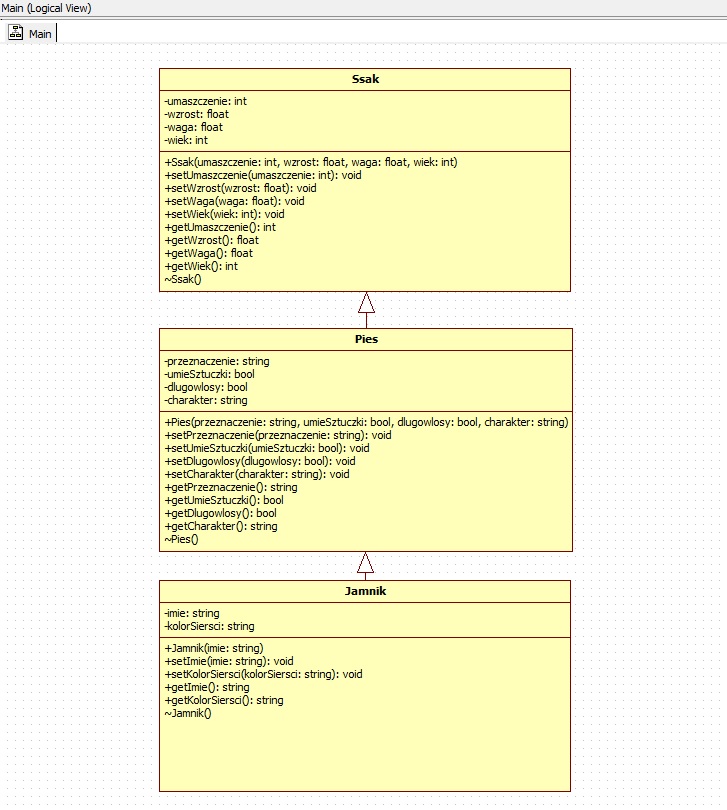 Main (Logical View)
Main
Ssak
-umaszczenie: int
-wzrost: float
-waga: float
-wiek: int
+Ssak(umaszczenie: int, wzrost: float, waga: float, wiek: int)
+setUmaszczenie(umaszczenie: int): void
+setWzrost(wzrost: float): void
+setWaga(waga: float): void
+setWiek(wiek: int): void
+getUmaszczenie(): int
+getWzrost(): float
+getWaga(): float
+getWiek(): int
~Ssak()
Pies
-przeznaczenie: string
-umieSztuczki: bool
-dlugowlosy: bool
-charakter: string
+Pies(przeznaczenie: string, umieSztuczki: bool, dlugowlosy: bool, charakter: string)
+setPrzeznaczenie(przeznaczenie: string): void
+setUmieSztuczki(umieSztuczki: bool): void
+setDlugowlosy(dlugowlosy: bool): void
+setCharakter(charakter: string): void
+getPrzeznaczenie(): string
+getUmieSztuczki(): bool
+getDlugowlosy(): bool
+getCharakter(): string
~Pies()
Jamnik
-imie: string
-kolorSiersci: string
+Jamnik(imie: string)
+setImie(imie: string): void
+setKolorSiersci(kolorSiersci: string): void
+getImie(): string
+getKolorSiersci(): string
~Jamnik()